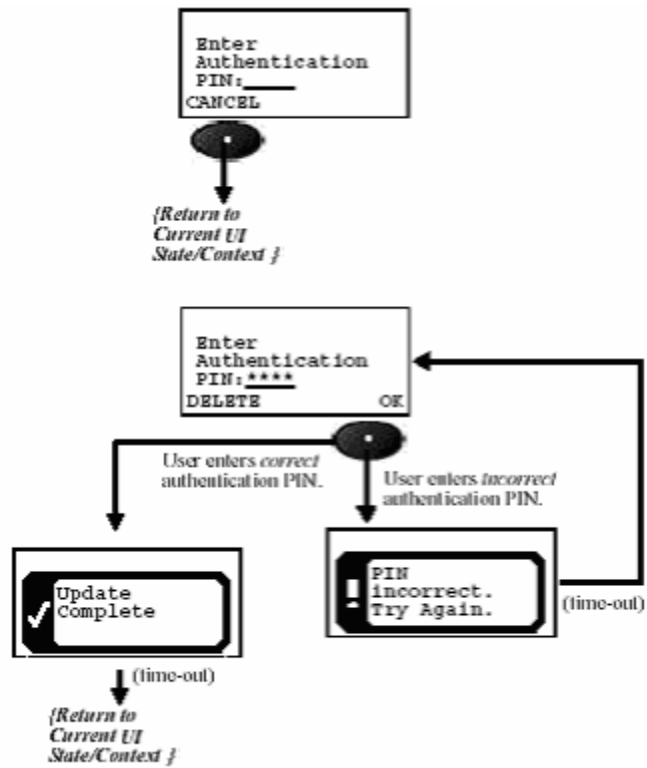 Enter
Authentication
PIN:____
CANCEL
{Return to
Current UI
State/Context }
Enter
Authentication
PIN:****
DELETE OK
User enters correct
authentication PIN.
User enters incorrect
authentication PIN.
Update
Complete
PIN
incorrect.
Try Again.
(time-out)
(time-out)
{Return to
Current UI
State/Context }